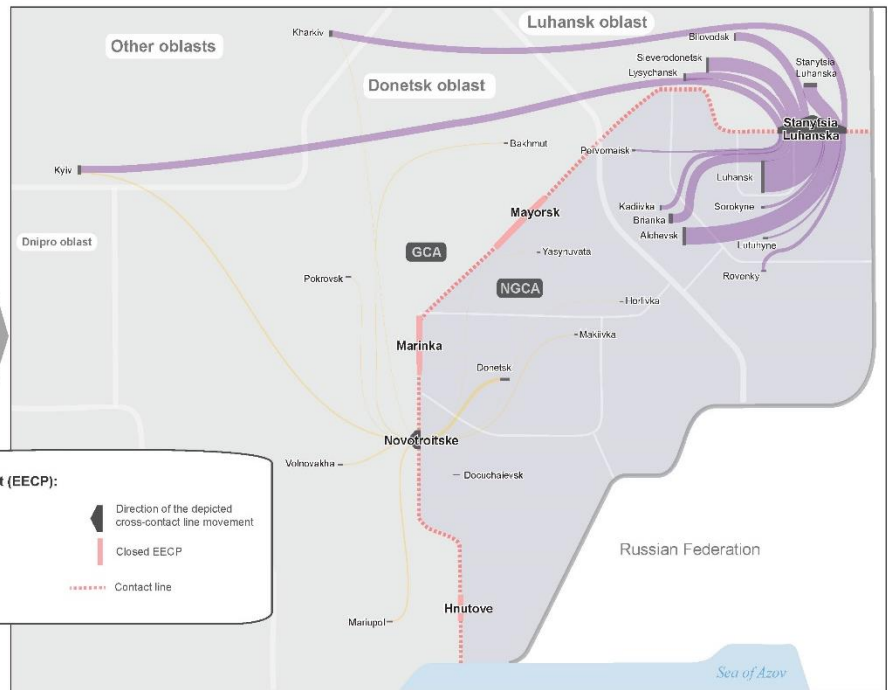 Luhansk oblast
Kharkiv
Bilovodsk
Other oblasts
Sieverodonetsk
Stanytsia
Luhanska
Lysychansk
Donetsk oblast
Stanytsia
Luhanska
Bakhmut
Pervomaisk
Kyiv
Luhansk
Kadiivka
Sorokyne
Mayorsk
Brianka
Alchevsk
Lutuhyne
Dnipro oblast
GCA
Yasynuvata
Rovenky
Pokrovsk
NGCA
Horlivka
Makiivka
Marinka
Donetsk
Novotroitske
Volnovakha
Docuchaievsk
t (EECP):
Direction of the depicted
cross-contact line movement
Closed EECP
Contact line
Russian Federation
Hnutove
Mariupol
Sea of Azov